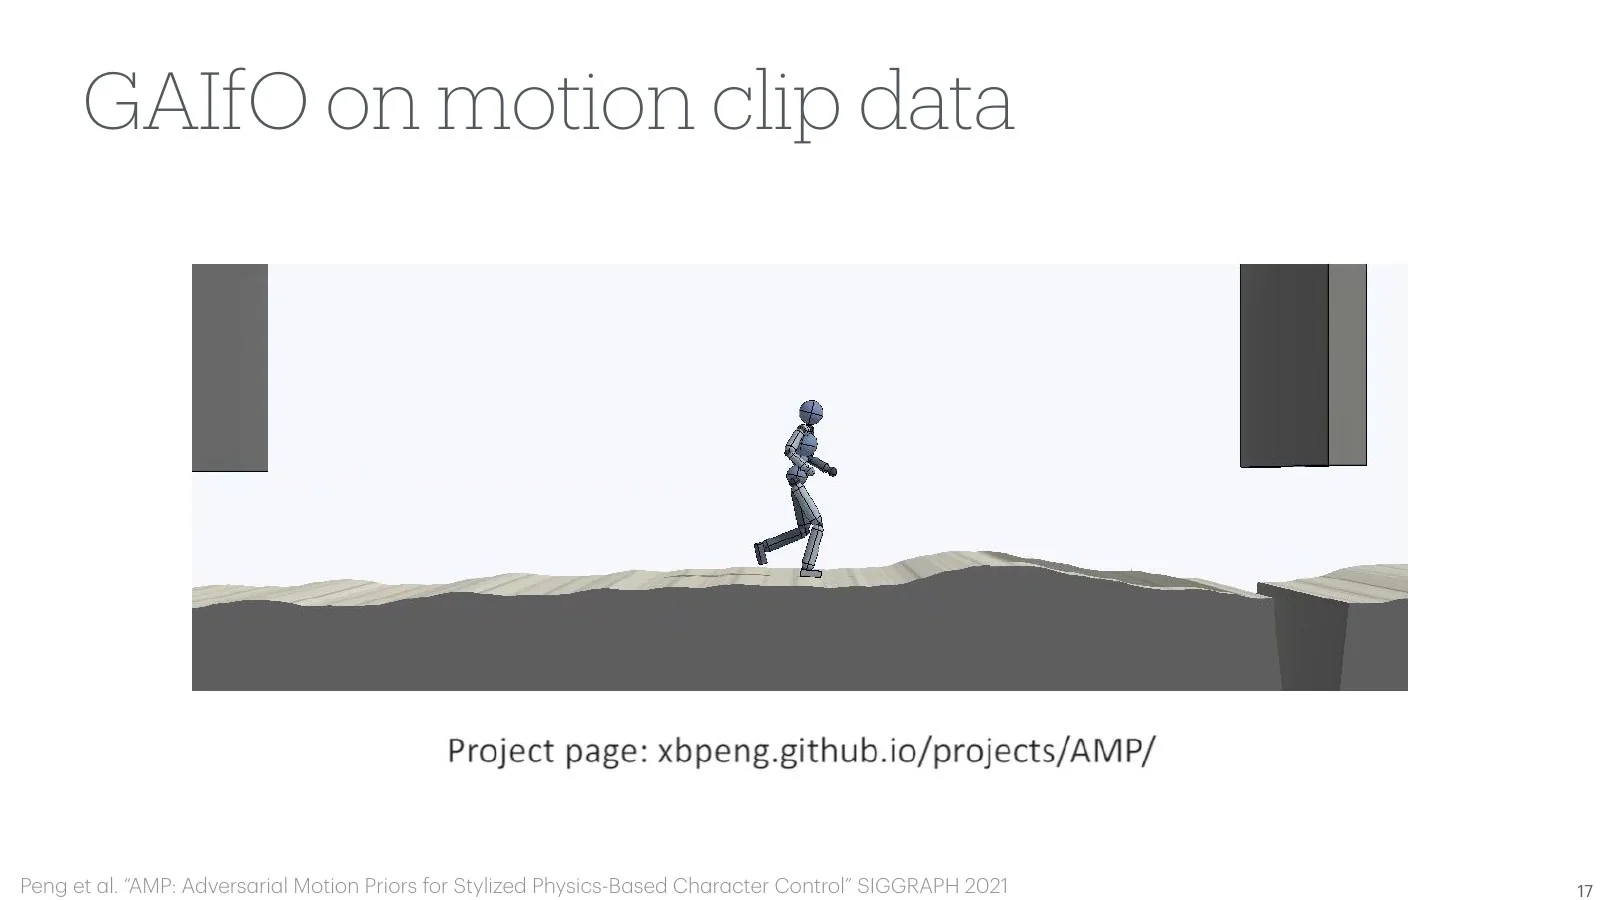 GAIfO on motion clip data
Project page: xbpeng.github.io/projects/AMP/
Peng et al. “AMP: Adversarial Motion Priors for Stylized Physics-Based Character Control” SIGGRAPH 2021
17